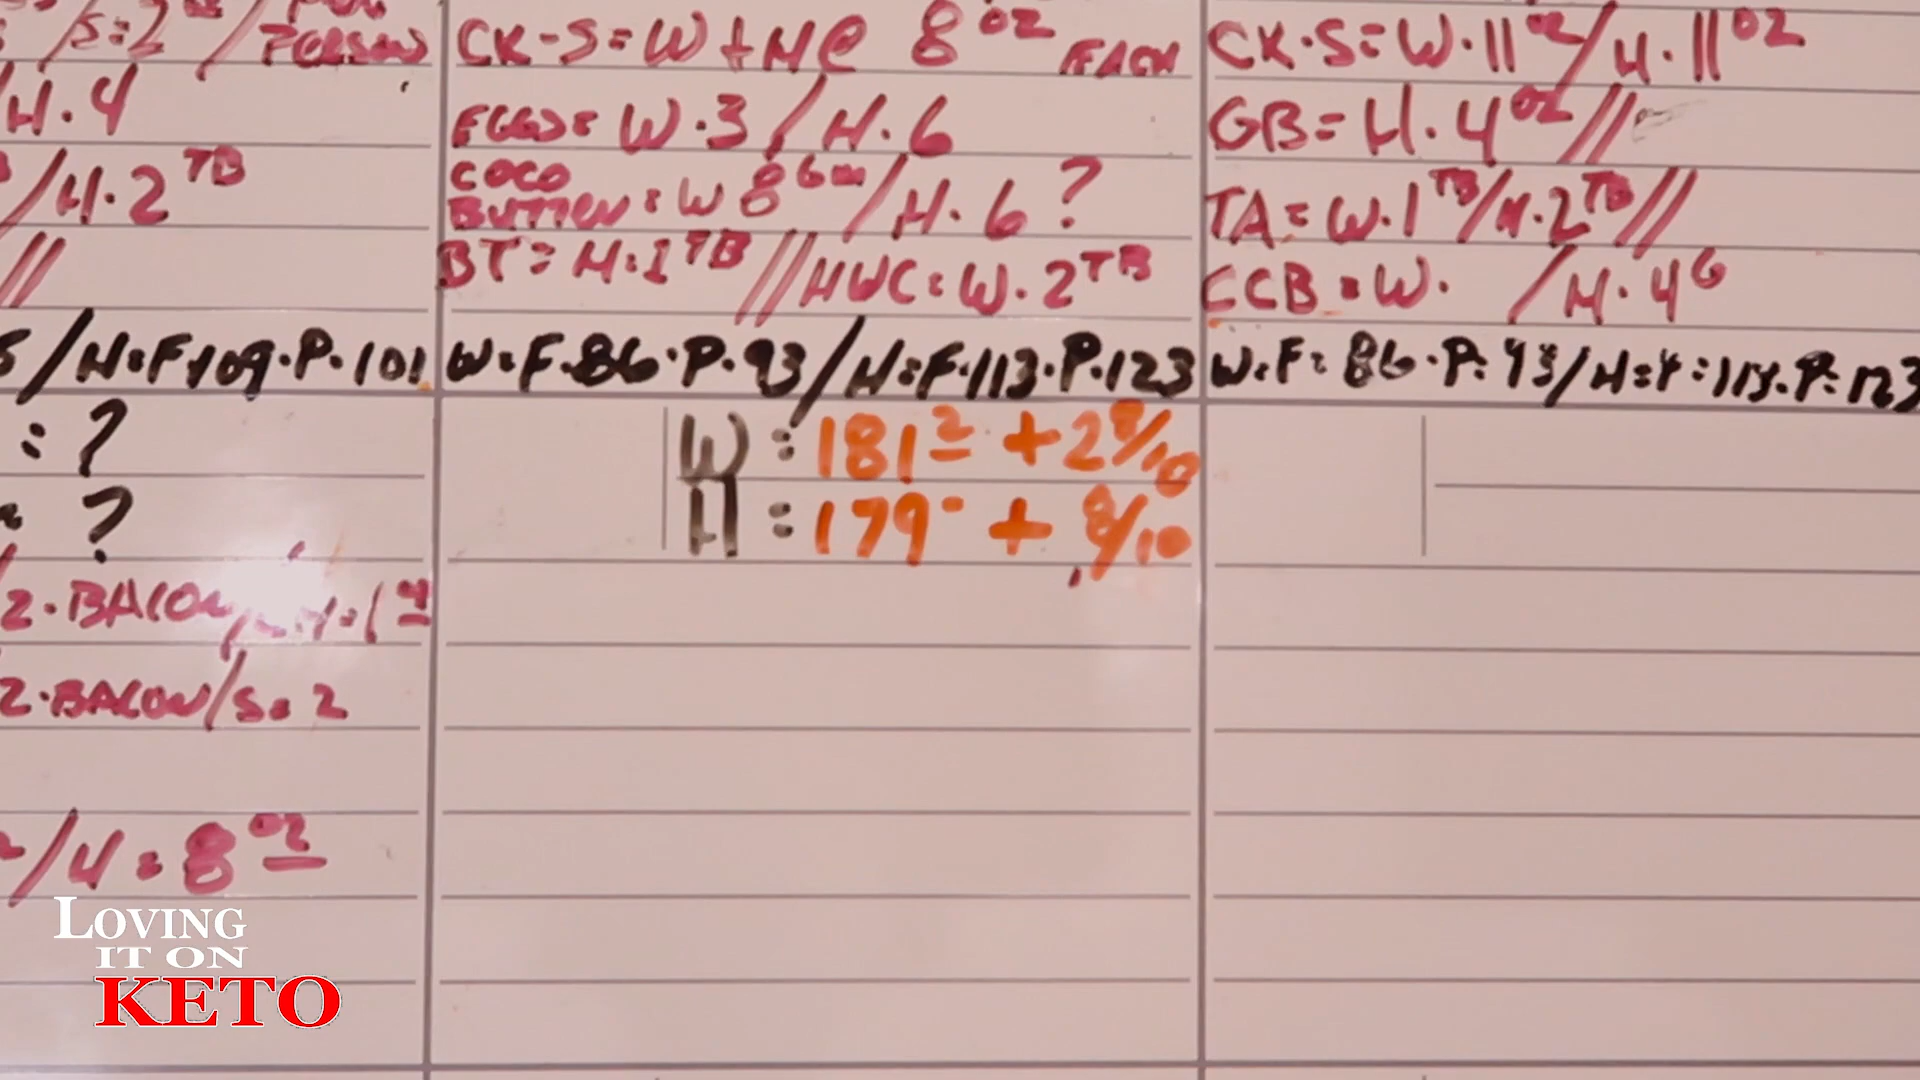 S=2 / PER
PERSON
H.4
/H.2 TB
//
/H=F109.P.101
=?
= ?
2.BACON
2.BACON/S=2
/4=8 oz
CK-S=W+H@ 8 oz EACH
EGGS=W.3/H.6
COCO
BUTTER=W 8 Gm/H.6?
BT=H:1 TB//HWC=W.2 TB
W=F.86.P.93/H=F.113.P.123
W=181 2 +2 8/10
H=179 - + 8/10
CK.S=W.11 oz/H.11 oz
GB=H.4 oz//
TA=W.1 TB/H.2 TB//
CCB=W. /H.4 G
W.F=86.P=93/H=F=113.P=123
LOVING
IT ON
KETO